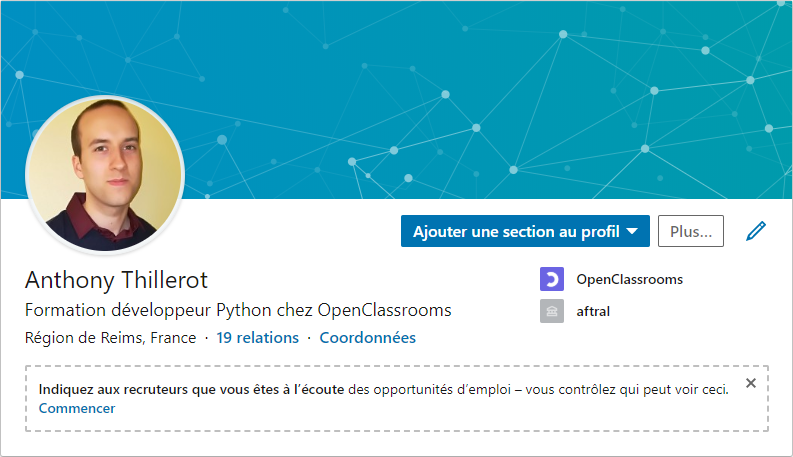 Ajouter une section au profil
Plus...
Anthony Thillerot
Formation développeur Python chez OpenClassrooms
Région de Reims, France · 19 relations · Coordonnées
OpenClassrooms
aftral
Indiquez aux recruteurs que vous êtes à l’écoute des opportunités d’emploi – vous contrôlez qui peut voir ceci.
Commencer